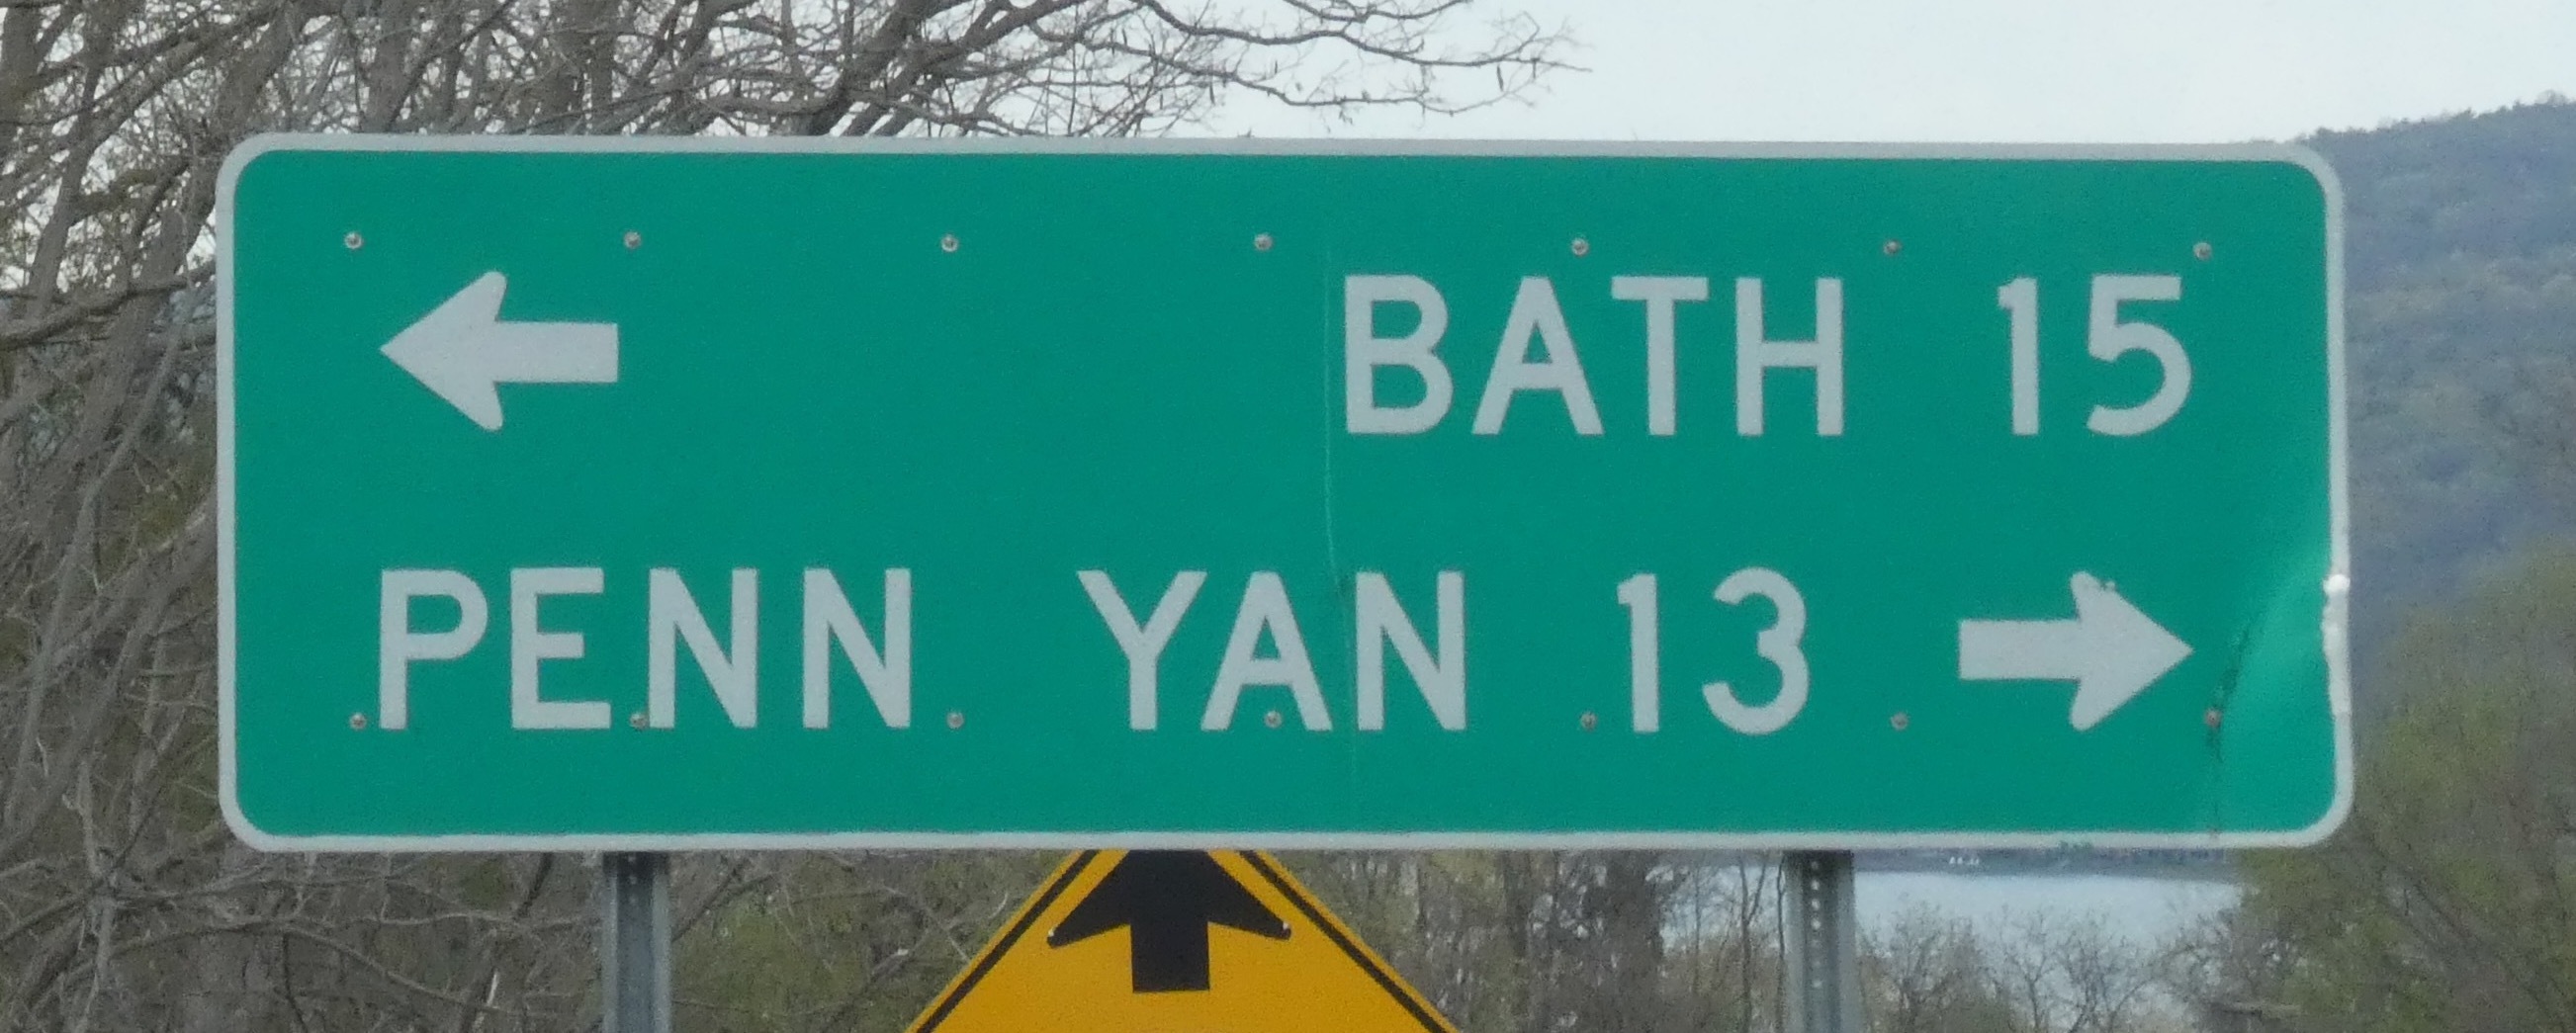 ← BATH 15
PENN YAN 13 →